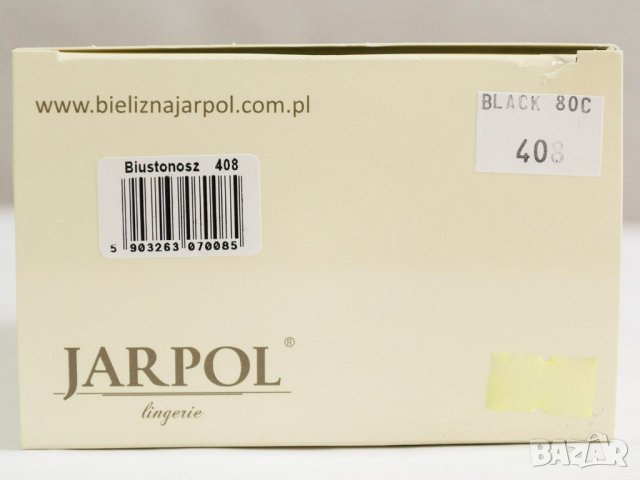 www.bieliznajarpol.com.pl
BLACK 80C
408
Biustonosz 408
5 903263 070085
JARPOL®
lingerie
BAZAR